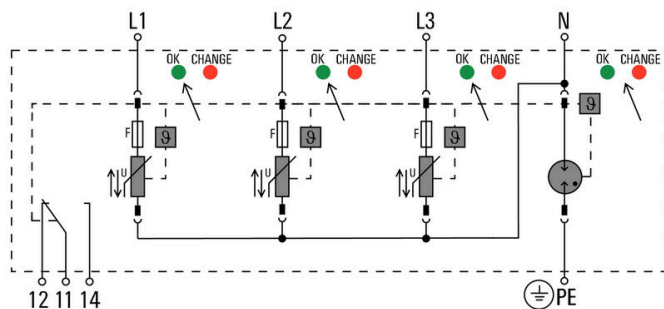 L1 L2 L3 N
OK CHANGE OK CHANGE OK CHANGE OK CHANGE
ϑ
F ϑ F ϑ F ϑ
U U U
12 11 14 PE